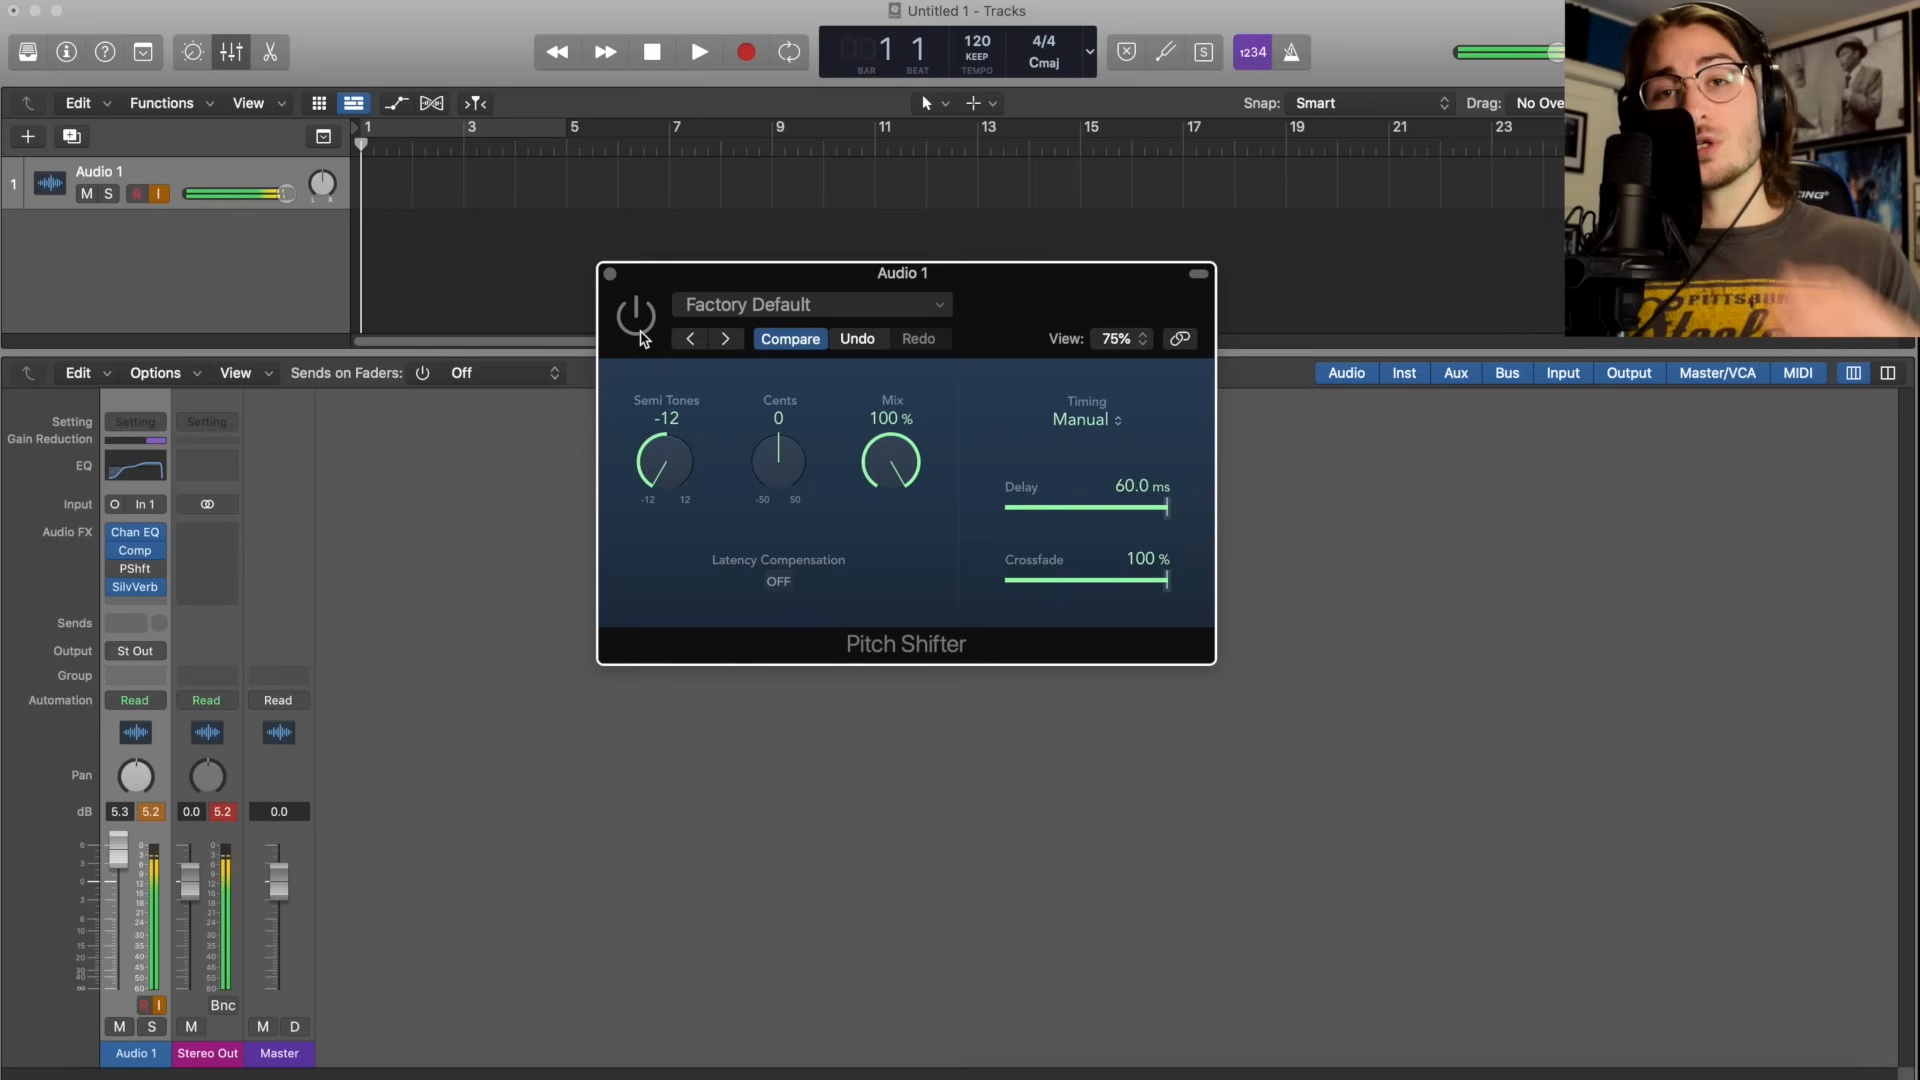 Untitled 1 - Tracks
001 1
BAR BEAT
120
KEEP
TEMPO
4/4
Cmaj
S
1234
Edit Functions View
Snap: Smart Drag: No Ove
1 3 5 7 9 11 13 15 17 19 21 23
1
Audio 1
M S R I
L R
Audio 1
Factory Default
Compare Undo Redo View: 75%
Semi Tones
-12
-12 12
Cents
0
-50 50
Mix
100 %
Timing
Manual
Delay 60.0 ms
Latency Compensation
OFF
Crossfade 100 %
Pitch Shifter
Edit Options View Sends on Faders: Off
Audio Inst Aux Bus Input Output Master/VCA MIDI
Setting Setting Setting
Gain Reduction
EQ
Input In 1
Audio FX Chan EQ
Comp
PShft
SilvVerb
Sends
Output St Out
Group
Automation Read Read Read
Pan
dB 5.3 5.2 0.0 5.2 0.0
R I Bnc
M S M M D
Audio 1 Stereo Out Master
CING
PITTSBUR
Steele